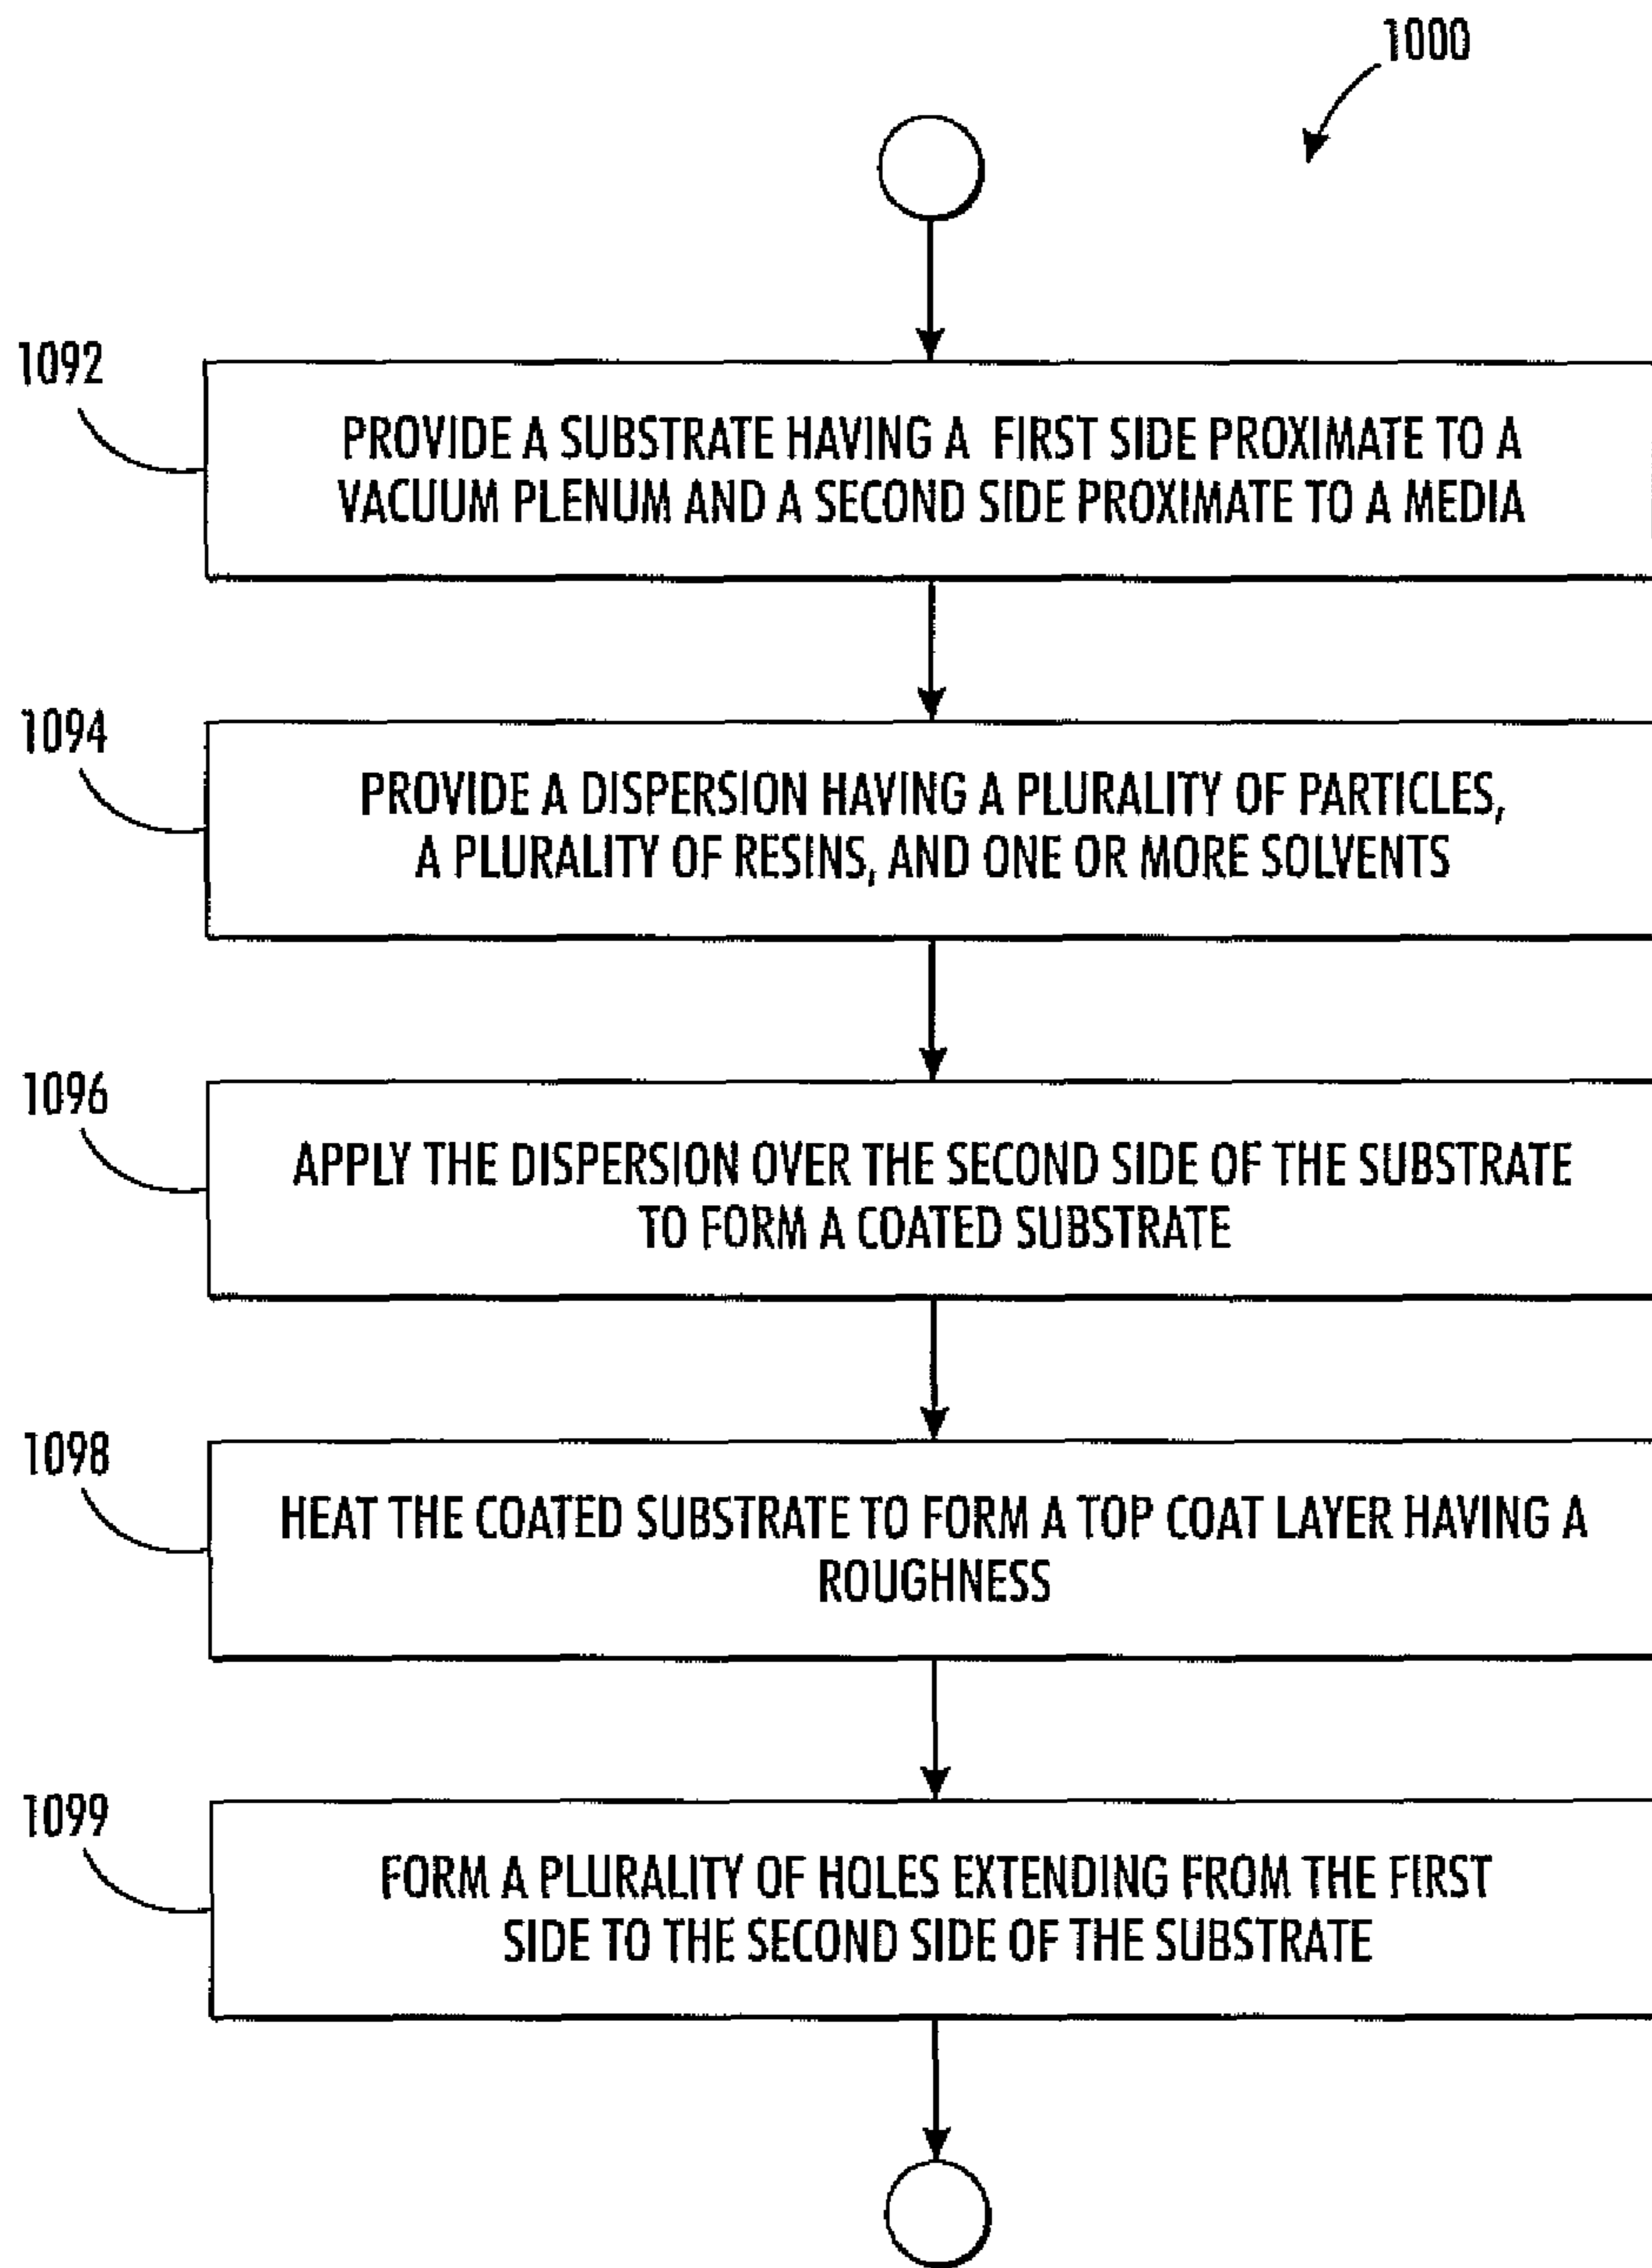 1000
1092
PROVIDE A SUBSTRATE HAVING A FIRST SIDE PROXIMATE TO A
VACUUM PLENUM AND A SECOND SIDE PROXIMATE TO A MEDIA
1094
PROVIDE A DISPERSION HAVING A PLURALITY OF PARTICLES,
A PLURALITY OF RESINS, AND ONE OR MORE SOLVENTS
1096
APPLY THE DISPERSION OVER THE SECOND SIDE OF THE SUBSTRATE
TO FORM A COATED SUBSTRATE
1098
HEAT THE COATED SUBSTRATE TO FORM A TOP COAT LAYER HAVING A
ROUGHNESS
1099
FORM A PLURALITY OF HOLES EXTENDING FROM THE FIRST
SIDE TO THE SECOND SIDE OF THE SUBSTRATE